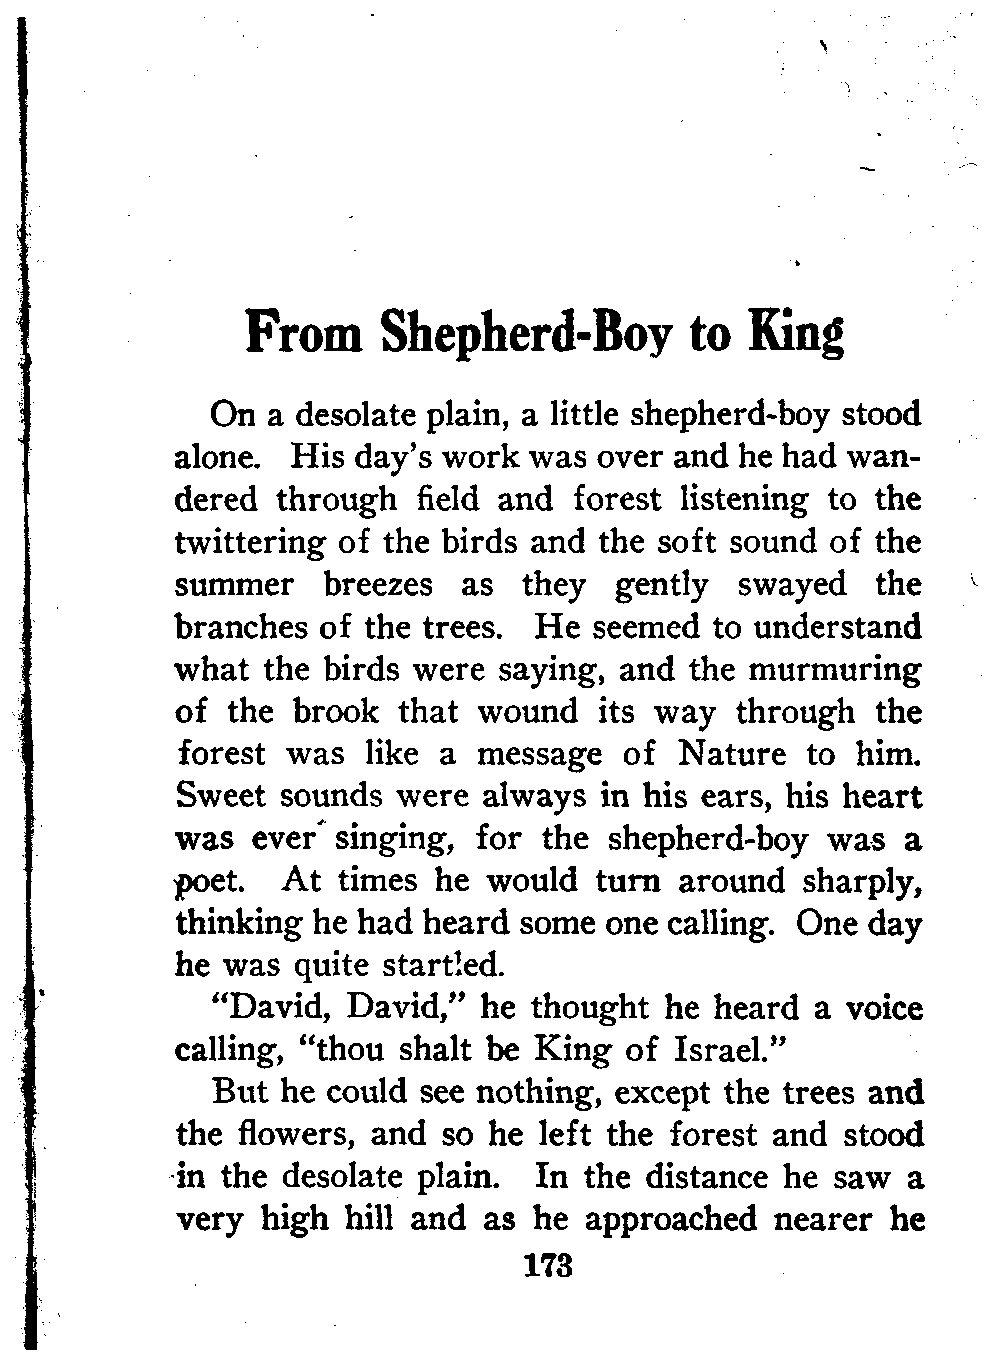 From Shepherd-Boy to King
On a desolate plain, a little shepherd-boy stood
alone. His day's work was over and he had wan-
dered through field and forest listening to the
twittering of the birds and the soft sound of the
summer breezes as they gently swayed the
branches of the trees. He seemed to understand
what the birds were saying, and the murmuring
of the brook that wound its way through the
forest was like a message of Nature to him.
Sweet sounds were always in his ears, his heart
was ever singing, for the shepherd-boy was a
poet. At times he would turn around sharply,
thinking he had heard some one calling. One day
he was quite startled.
"David, David," he thought he heard a voice
calling, "thou shalt be King of Israel."
But he could see nothing, except the trees and
the flowers, and so he left the forest and stood
in the desolate plain. In the distance he saw a
very high hill and as he approached nearer he
173